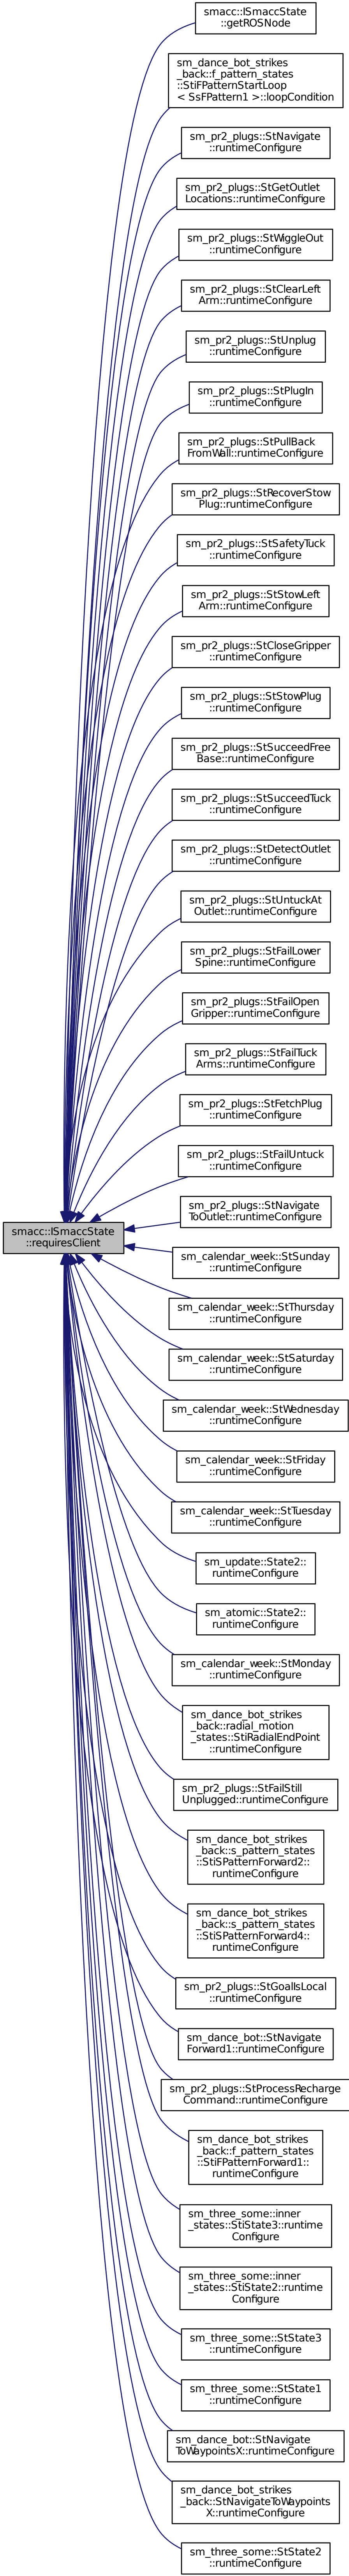 smacc::ISmaccState
::getROSNode
sm_dance_bot_strikes
_back::f_pattern_states
::StiFPatternStartLoop
< SsFPattern1 >::loopCondition
sm_pr2_plugs::StNavigate
::runtimeConfigure
sm_pr2_plugs::StGetOutlet
Locations::runtimeConfigure
sm_pr2_plugs::StWiggleOut
::runtimeConfigure
sm_pr2_plugs::StClearLeft
Arm::runtimeConfigure
sm_pr2_plugs::StUnplug
::runtimeConfigure
sm_pr2_plugs::StPlugIn
::runtimeConfigure
sm_pr2_plugs::StPullBack
FromWall::runtimeConfigure
sm_pr2_plugs::StRecoverStow
Plug::runtimeConfigure
sm_pr2_plugs::StSafetyTuck
::runtimeConfigure
sm_pr2_plugs::StStowLeft
Arm::runtimeConfigure
sm_pr2_plugs::StCloseGripper
::runtimeConfigure
sm_pr2_plugs::StStowPlug
::runtimeConfigure
sm_pr2_plugs::StSucceedFree
Base::runtimeConfigure
sm_pr2_plugs::StSucceedTuck
::runtimeConfigure
sm_pr2_plugs::StDetectOutlet
::runtimeConfigure
sm_pr2_plugs::StUntuckAt
Outlet::runtimeConfigure
sm_pr2_plugs::StFailLower
Spine::runtimeConfigure
sm_pr2_plugs::StFailOpen
Gripper::runtimeConfigure
sm_pr2_plugs::StFailTuck
Arms::runtimeConfigure
sm_pr2_plugs::StFetchPlug
::runtimeConfigure
sm_pr2_plugs::StFailUntuck
::runtimeConfigure
sm_pr2_plugs::StNavigate
ToOutlet::runtimeConfigure
smacc::ISmaccState
::requiresClient
sm_calendar_week::StSunday
::runtimeConfigure
sm_calendar_week::StThursday
::runtimeConfigure
sm_calendar_week::StSaturday
::runtimeConfigure
sm_calendar_week::StWednesday
::runtimeConfigure
sm_calendar_week::StFriday
::runtimeConfigure
sm_calendar_week::StTuesday
::runtimeConfigure
sm_update::State2::
runtimeConfigure
sm_atomic::State2::
runtimeConfigure
sm_calendar_week::StMonday
::runtimeConfigure
sm_dance_bot_strikes
_back::radial_motion
_states::StiRadialEndPoint
::runtimeConfigure
sm_pr2_plugs::StFailStill
Unplugged::runtimeConfigure
sm_dance_bot_strikes
_back::s_pattern_states
::StiSPatternForward2::
runtimeConfigure
sm_dance_bot_strikes
_back::s_pattern_states
::StiSPatternForward4::
runtimeConfigure
sm_pr2_plugs::StGoalIsLocal
::runtimeConfigure
sm_dance_bot::StNavigate
Forward1::runtimeConfigure
sm_pr2_plugs::StProcessRecharge
Command::runtimeConfigure
sm_dance_bot_strikes
_back::f_pattern_states
::StiFPatternForward1::
runtimeConfigure
sm_three_some::inner
_states::StiState3::runtime
Configure
sm_three_some::inner
_states::StiState2::runtime
Configure
sm_three_some::StState3
::runtimeConfigure
sm_three_some::StState1
::runtimeConfigure
sm_dance_bot::StNavigate
ToWaypointsX::runtimeConfigure
sm_dance_bot_strikes
_back::StNavigateToWaypoints
X::runtimeConfigure
sm_three_some::StState2
::runtimeConfigure